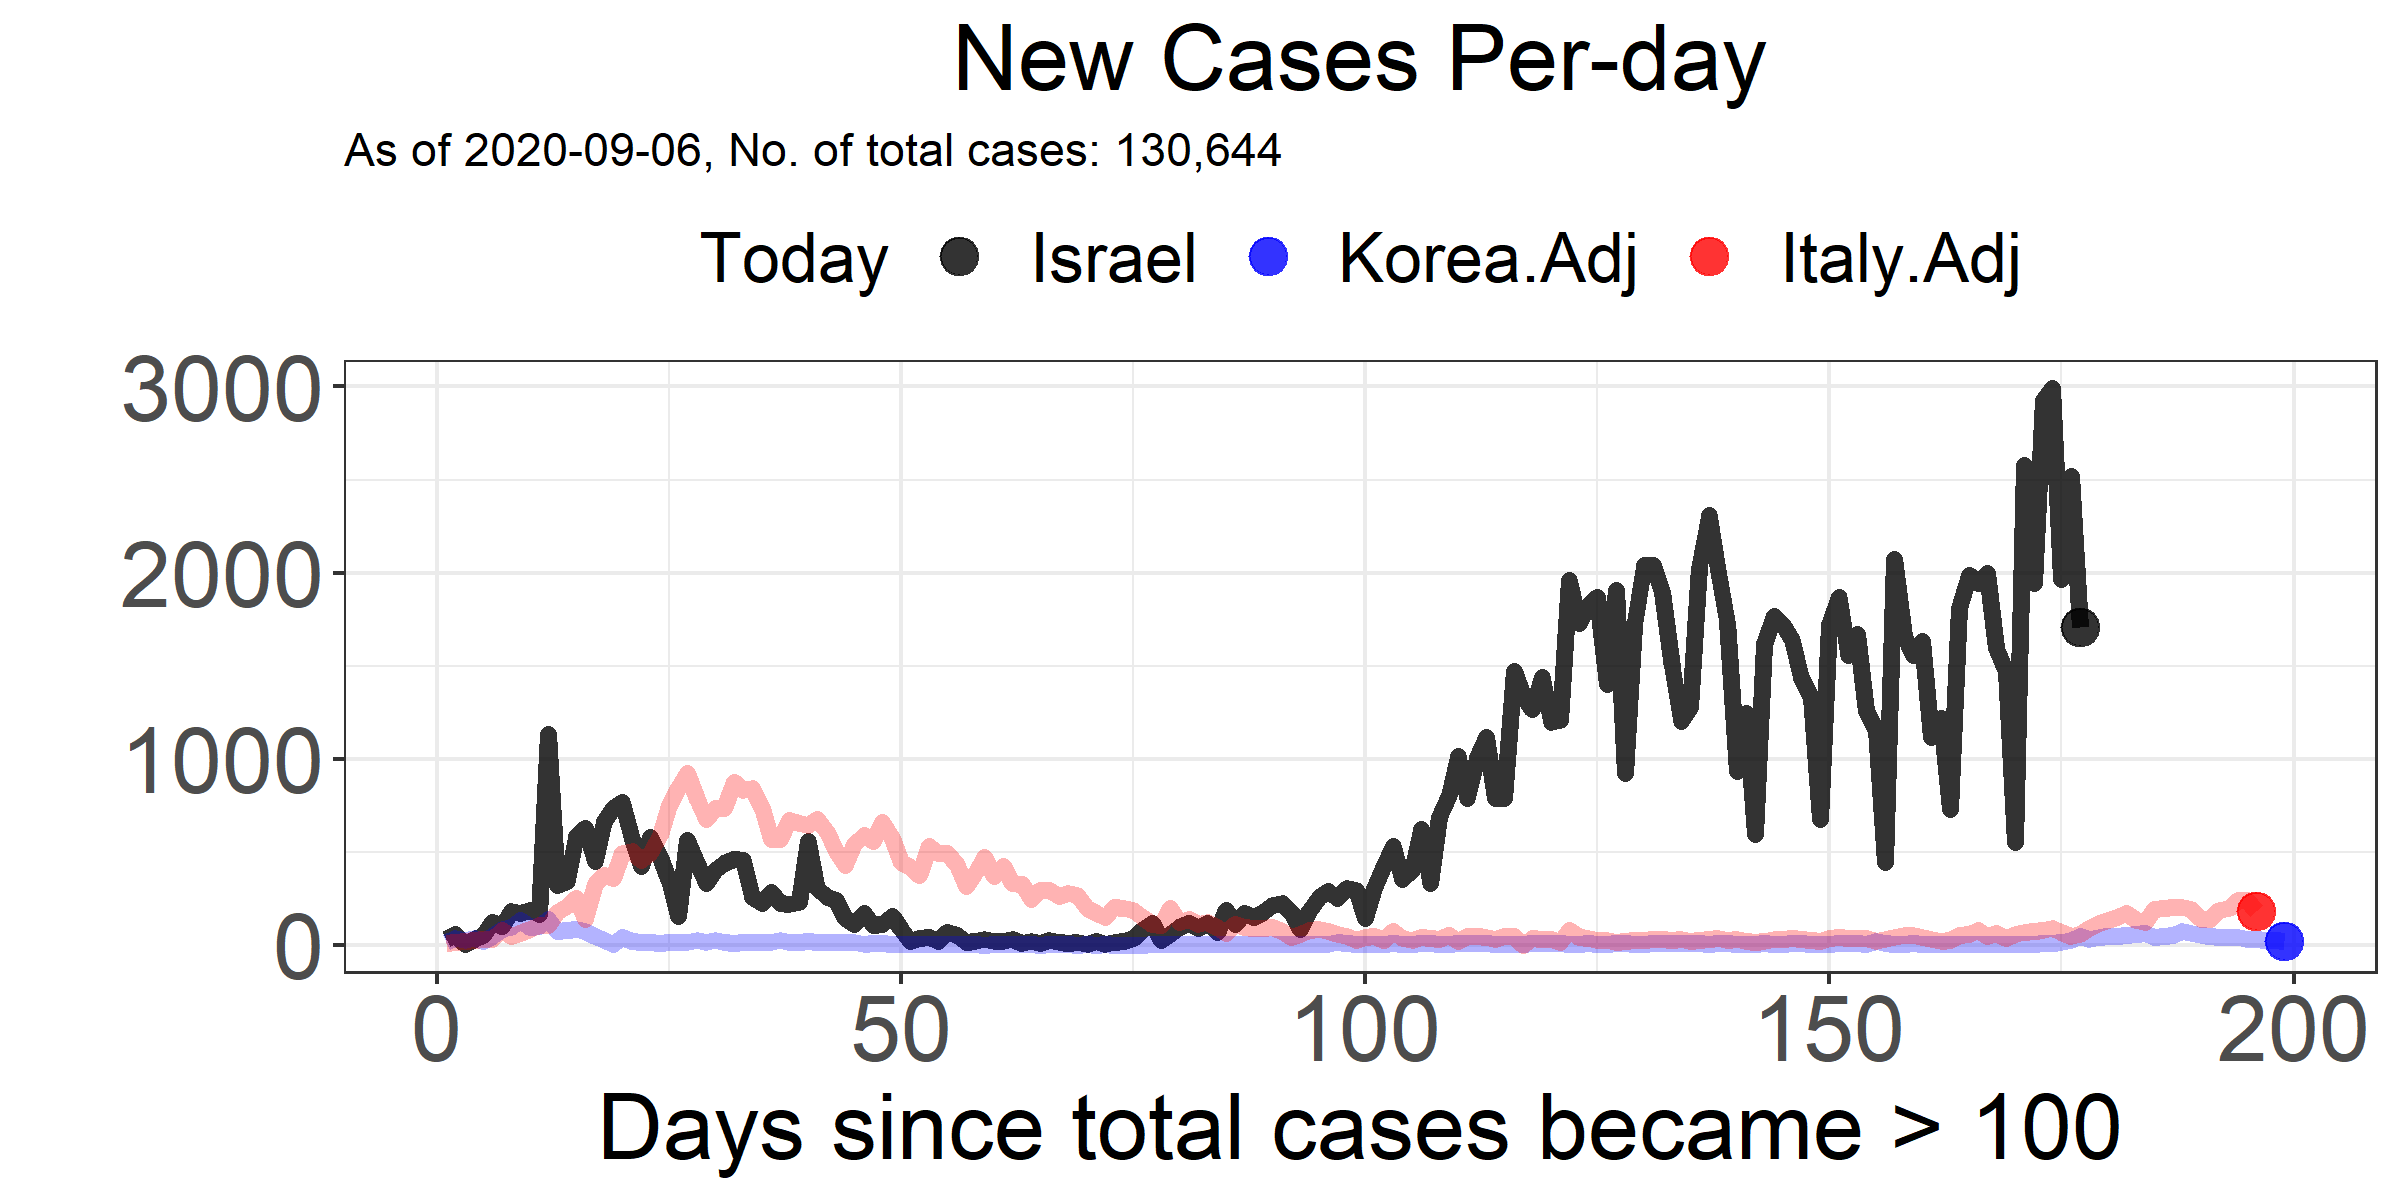 New Cases Per-day
As of 2020-09-06, No. of total cases: 130,644
Today Israel Korea.Adj Italy.Adj
3000
2000
1000
0
0 50 100 150 200
Days since total cases became > 100